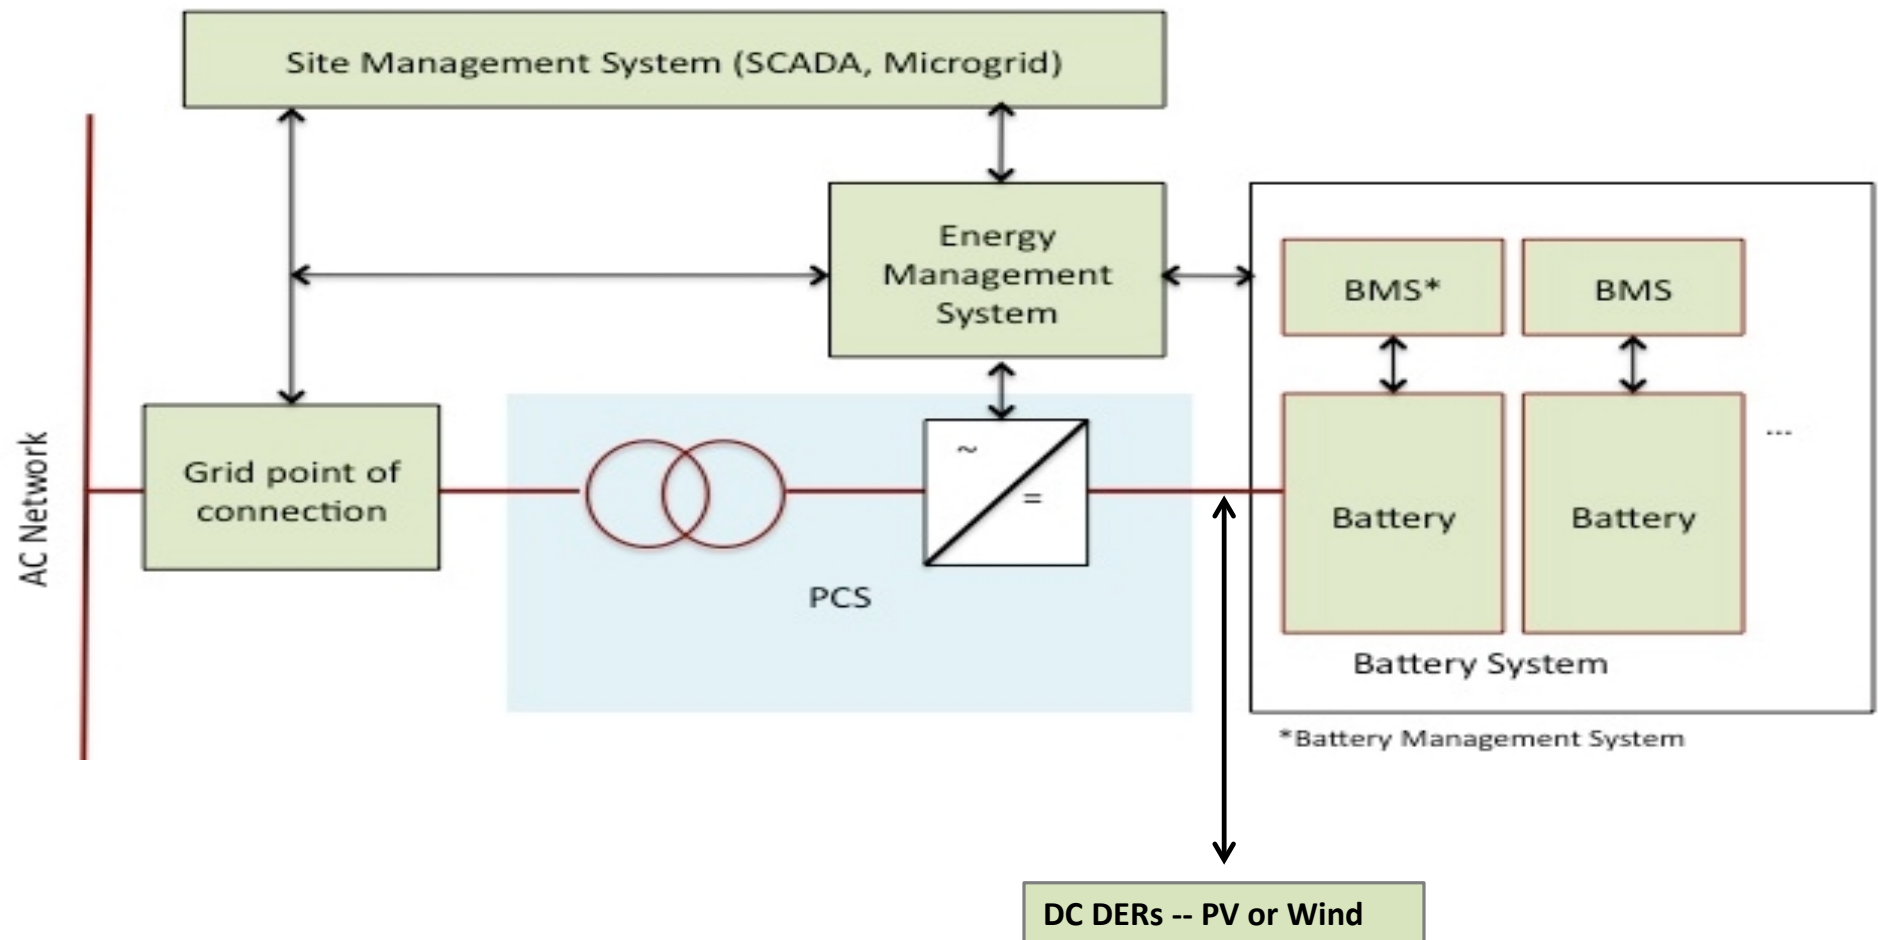 Site Management System (SCADA, Microgrid)
Energy
Management
System
BMS*
BMS
AC Network
Grid point of
connection
~
=
PCS
Battery
Battery
...
Battery System
*Battery Management System
DC DERs -- PV or Wind